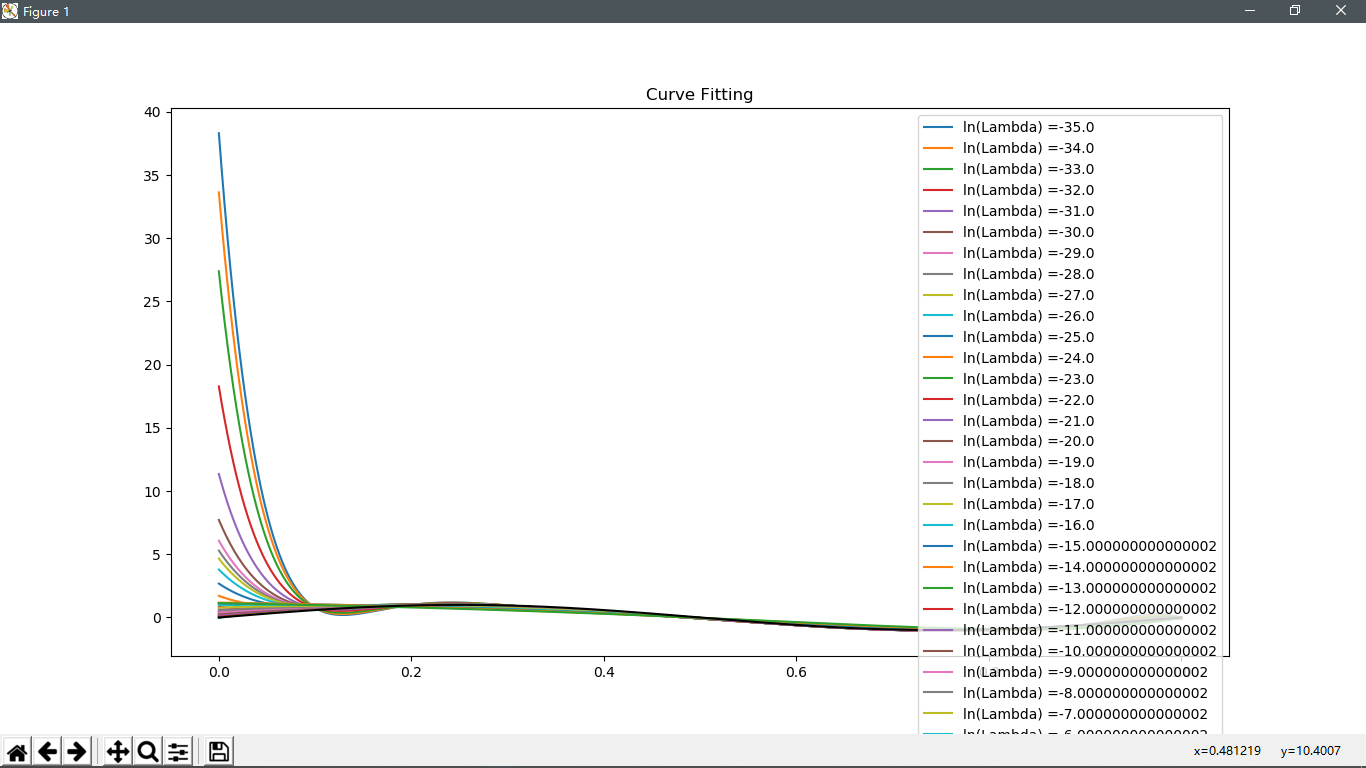 Figure 1
Curve Fitting
40
35
30
25
20
15
10
5
0
0.0
0.2
0.4
0.6
ln(Lambda) =-35.0
ln(Lambda) =-34.0
ln(Lambda) =-33.0
ln(Lambda) =-32.0
ln(Lambda) =-31.0
ln(Lambda) =-30.0
ln(Lambda) =-29.0
ln(Lambda) =-28.0
ln(Lambda) =-27.0
ln(Lambda) =-26.0
ln(Lambda) =-25.0
ln(Lambda) =-24.0
ln(Lambda) =-23.0
ln(Lambda) =-22.0
ln(Lambda) =-21.0
ln(Lambda) =-20.0
ln(Lambda) =-19.0
ln(Lambda) =-18.0
ln(Lambda) =-17.0
ln(Lambda) =-16.0
ln(Lambda) =-15.000000000000002
ln(Lambda) =-14.000000000000002
ln(Lambda) =-13.000000000000002
ln(Lambda) =-12.000000000000002
ln(Lambda) =-11.000000000000002
ln(Lambda) =-10.000000000000002
ln(Lambda) =-9.000000000000002
ln(Lambda) =-8.000000000000002
ln(Lambda) =-7.000000000000002
x=0.481219 y=10.4007